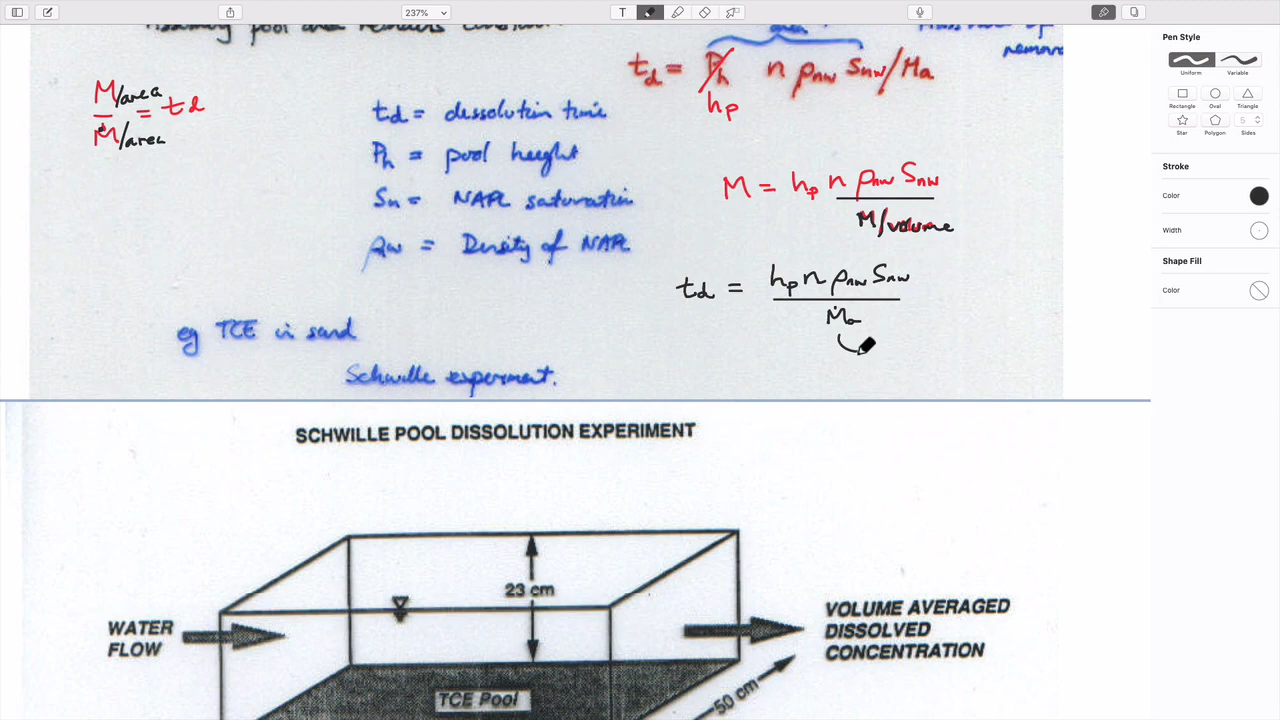 237%
T
Pen Style
Uniform
Variable
Rectangle
Oval
Triangle
Star
Polygon
5
Sides
Stroke
Color
Width
Shape Fill
Color
area
td = Ph n ρnw Snw/Ma
hp
M/area
Ṁ/area
= td
td = dissolution time
Ph = pool height
Sn = NAPL saturation
ρnw = Density of NAPL
M = hp n ρnw Snw
M/volume
td = hp n ρnw Snw
Ṁa
eg TCE in sand
Schwille experiment.
SCHWILLE POOL DISSOLUTION EXPERIMENT
23 cm
WATER
FLOW
VOLUME AVERAGED
DISSOLVED
CONCENTRATION
TCE Pool
50 cm